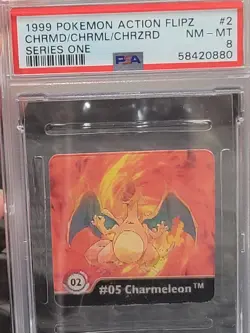 1999 POKEMON ACTION FLIPZ #2
CHRMD/CHRML/CHRZRD NM - MT
SERIES ONE PSA 8
58420880
02
#05 Charmeleon™